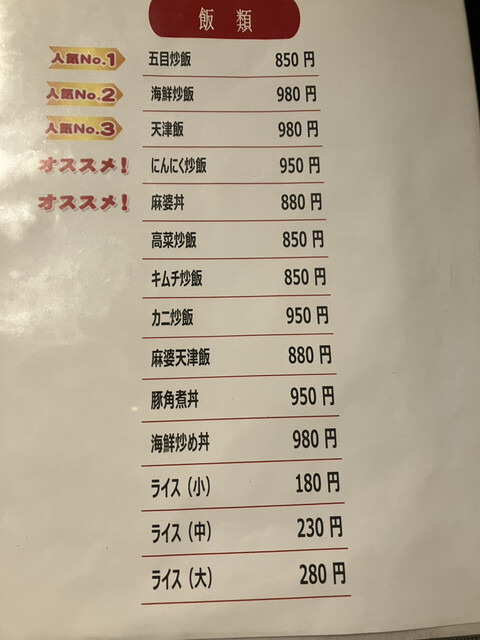 飯類
人気No.1 五目炒飯 850円
人気No.2 海鮮炒飯 980円
人気No.3 天津飯 980円
オススメ! にんにく炒飯 950円
オススメ! 麻婆丼 880円
高菜炒飯 850円
キムチ炒飯 850円
カニ炒飯 950円
麻婆天津飯 880円
豚角煮丼 950円
海鮮炒め丼 980円
ライス（小） 180円
ライス（中） 230円
ライス（大） 280円